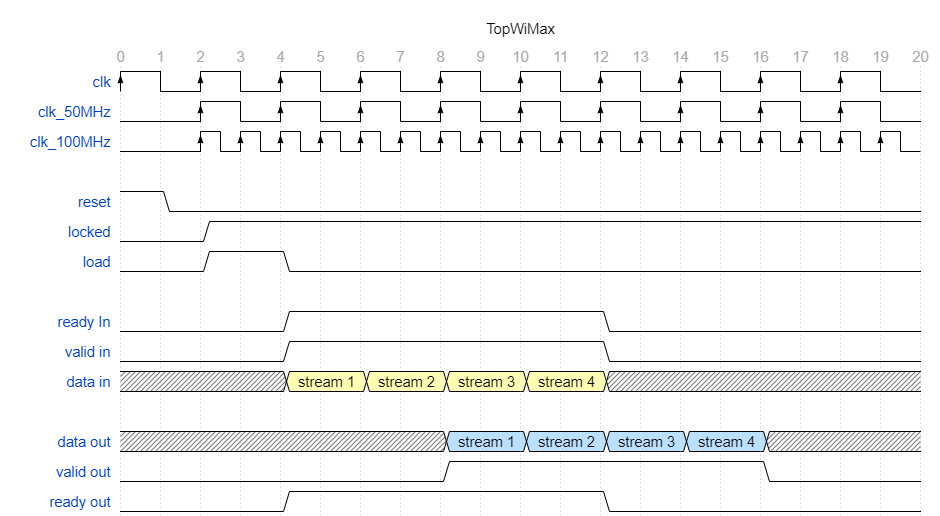 TopWiMax
0 1 2 3 4 5 6 7 8 9 10 11 12 13 14 15 16 17 18 19 20
clk
clk_50MHz
clk_100MHz
reset
locked
load
ready In
valid in
data in stream 1 stream 2 stream 3 stream 4
data out stream 1 stream 2 stream 3 stream 4
valid out
ready out